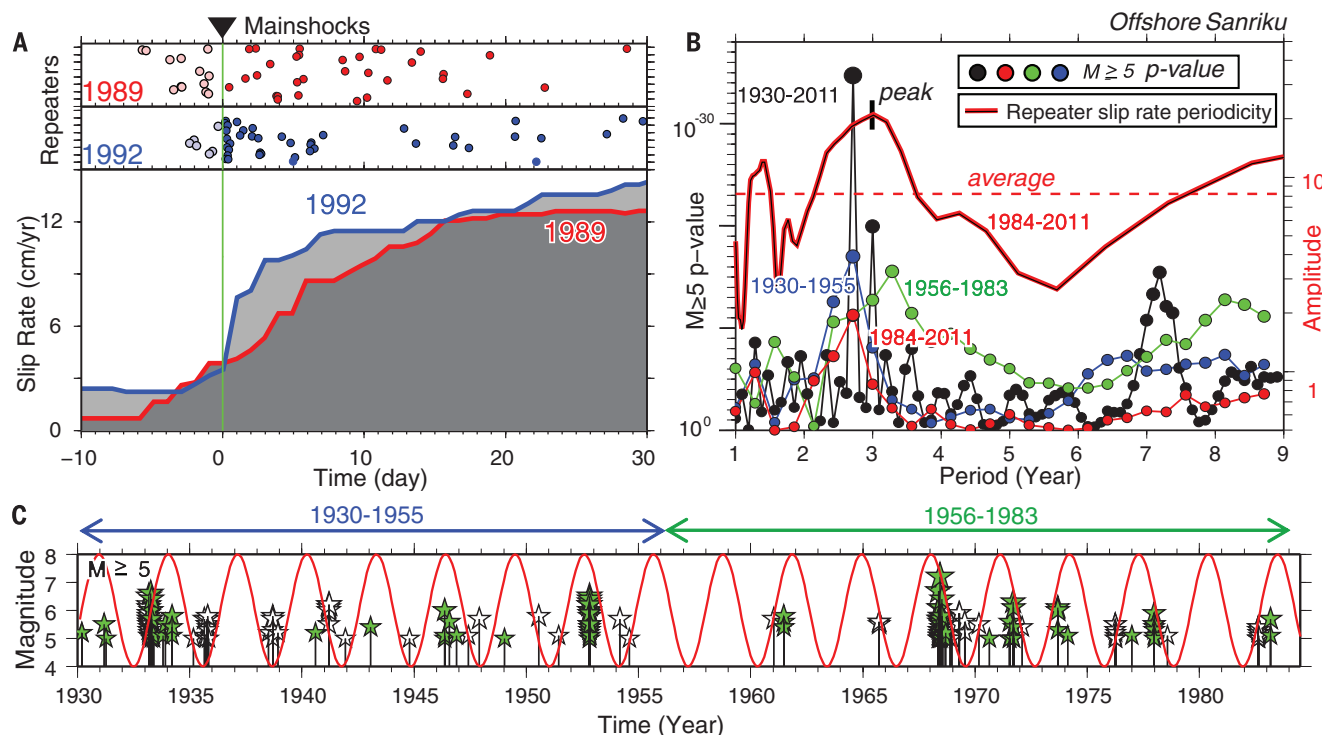 A
Mainshocks
Repeaters
1989
1992
Slip Rate (cm/yr)
12
6
0
1992
1989
−10 0 10 20 30
Time (day)
B
Offshore Sanriku
M ≥ 5 p-value
Repeater slip rate periodicity
1930-2011
peak
average
1984-2011
1930-1955
1956-1983
1984-2011
M≥5 p-value
10-30
100
10
1
Amplitude
1 2 3 4 5 6 7 8 9
Period (Year)
C
1930-1955
1956-1983
M ≥ 5
Magnitude
8
7
6
5
4
1930 1935 1940 1945 1950 1955 1960 1965 1970 1975 1980
Time (Year)